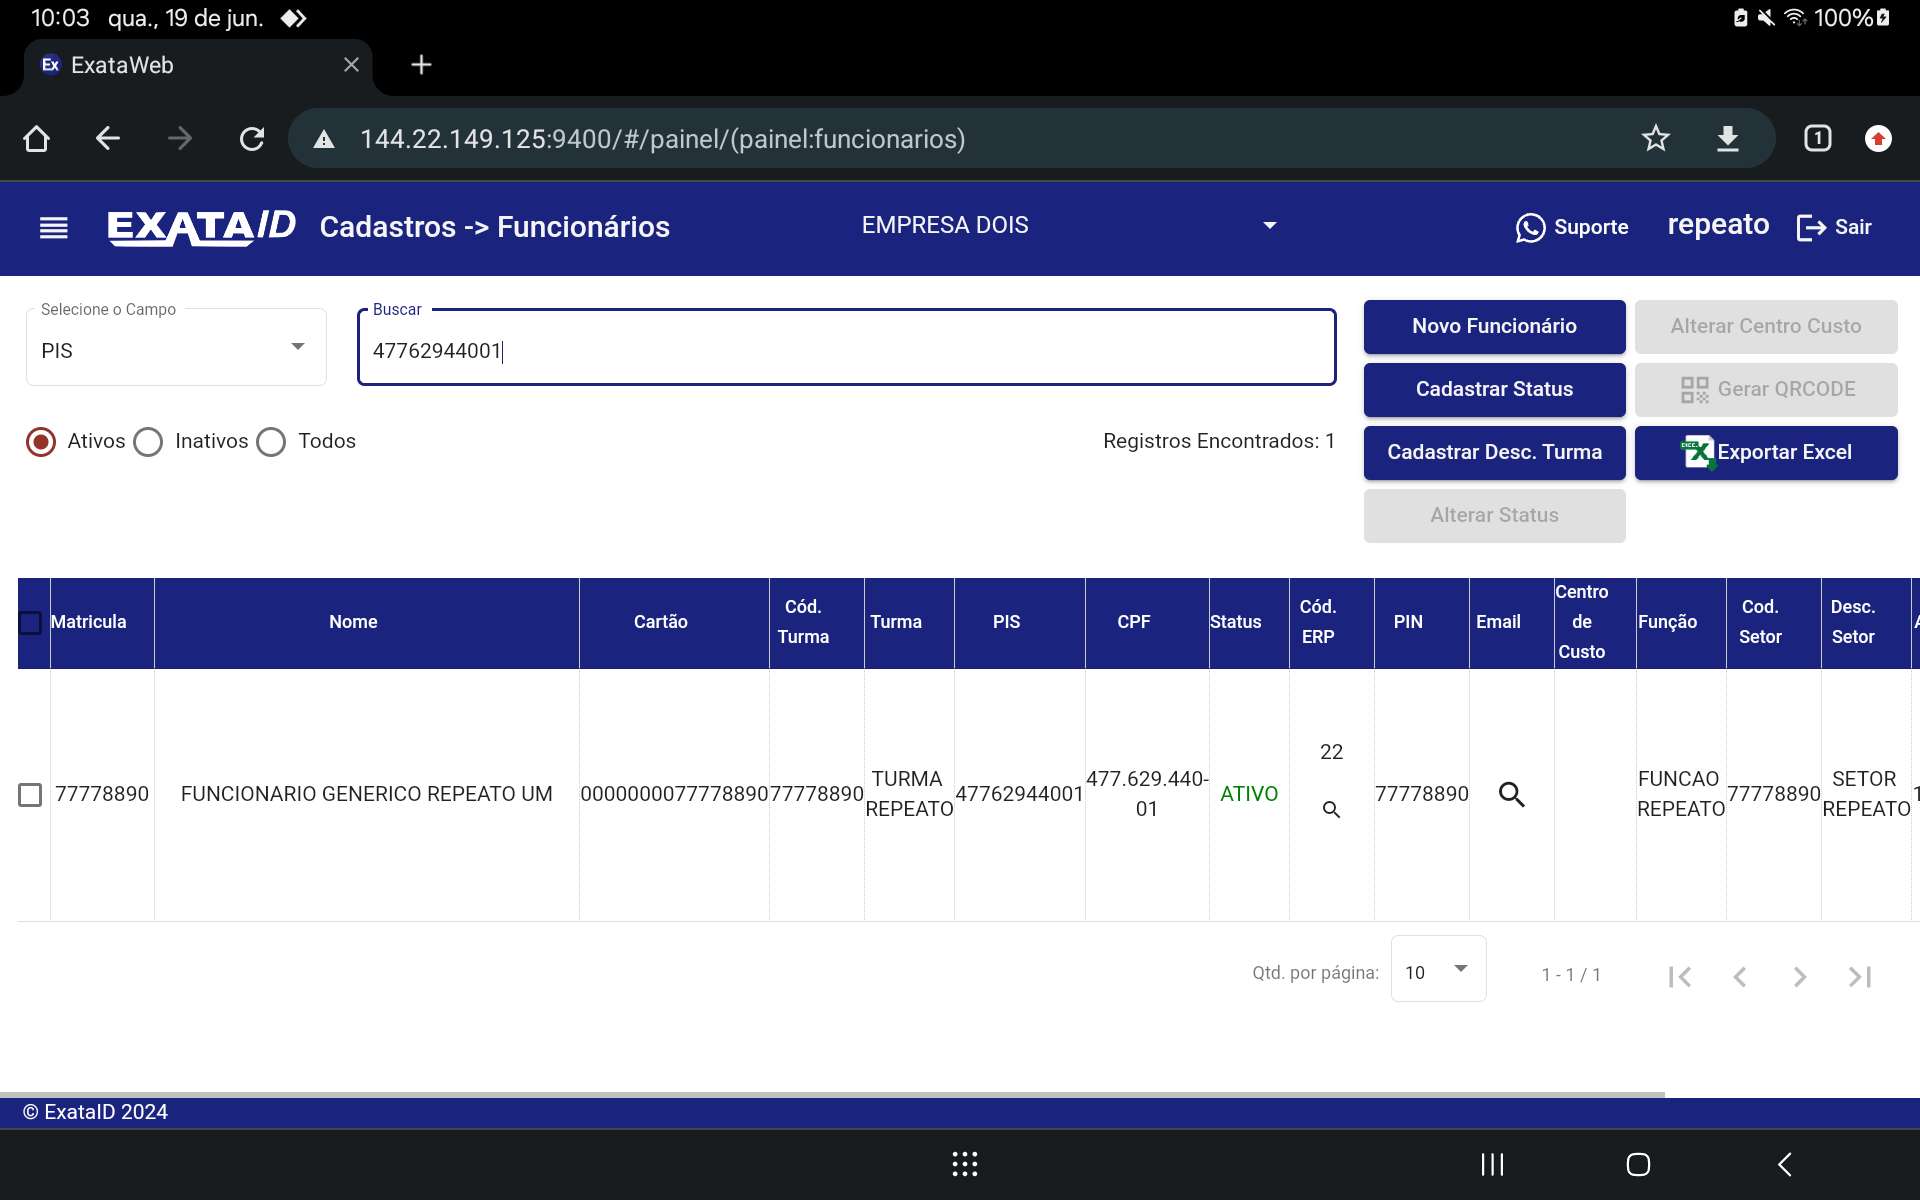 10:03 qua., 19 de jun. 100%
Ex ExataWeb
144.22.149.125:9400/#/painel/(painel:funcionarios) 1
EXATAID Cadastros -> Funcionários EMPRESA DOIS Suporte repeato Sair
Selecione o Campo
PIS
Buscar
47762944001
Ativos Inativos Todos
Registros Encontrados: 1
Novo Funcionário Alterar Centro Custo
Cadastrar Status Gerar QRCODE
Cadastrar Desc. Turma Exportar Excel
Alterar Status
Matricula Nome Cartão Cód. Turma Turma PIS CPF Status Cód. ERP PIN Email Centro de Custo Função Cod. Setor Desc. Setor
77778890 FUNCIONARIO GENERICO REPEATO UM 0000000077778890 77778890 TURMA REPEATO 47762944001 477.629.440-01 ATIVO 22 77778890 FUNCAO REPEATO 77778890 SETOR REPEATO
Qtd. por página: 10 1 - 1 / 1
© ExataID 2024